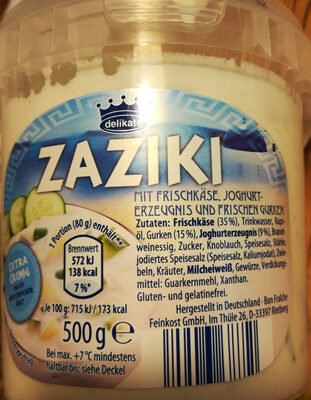 delikato
ZAZIKI
MIT FRISCHKÄSE, JOGHURT-
ERZEUGNIS UND FRISCHEN GURKEN
Zutaten: Frischkäse (35%), Trinkwasser, Raps-
öl, Gurken (15%), Joghurterzeugnis (9%), Brannt-
weinessig, Zucker, Knoblauch, Speisesalz, Stärke,
jodiertes Speisesalz (Speisesalz, Kaliumjodat), Zwie-
beln, Kräuter, Milcheiweiß, Gewürze, Verdickungs-
mittel: Guarkernmehl, Xanthan.
Gluten- und gelatinefrei.
Hergestellt in Deutschland · Bon Fraîche
Feinkost GmbH, Im Thüle 26, D-33397 Rietberg
1 Portion (80 g) enthält**
Brennwert
572 kJ
138 kcal
7 %*
Je 100 g: 715 kJ / 173 kcal
EXTRA
CREMIG
NACH
ART
500 g e
Bei max. +7 °C mindestens
haltbar bis: siehe Deckel